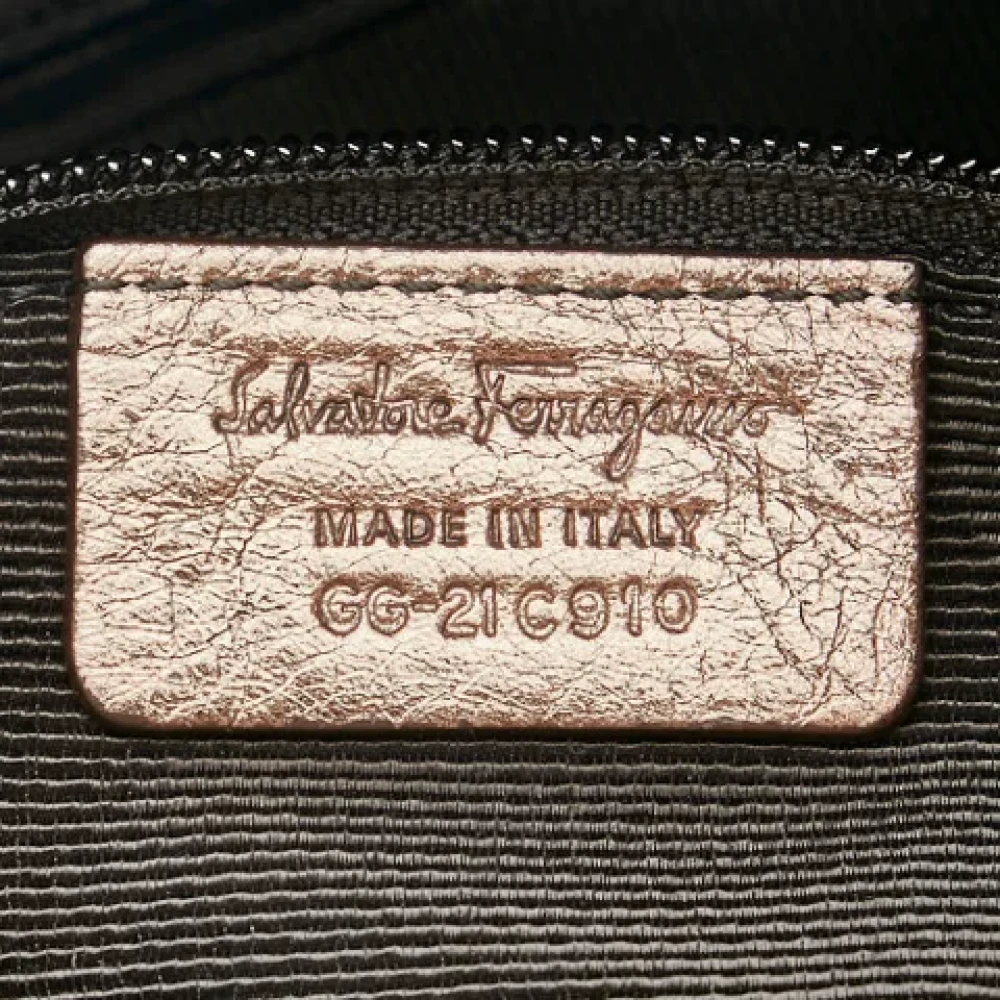 Salvatore Ferragamo
MADE IN ITALY
GG-21 C910